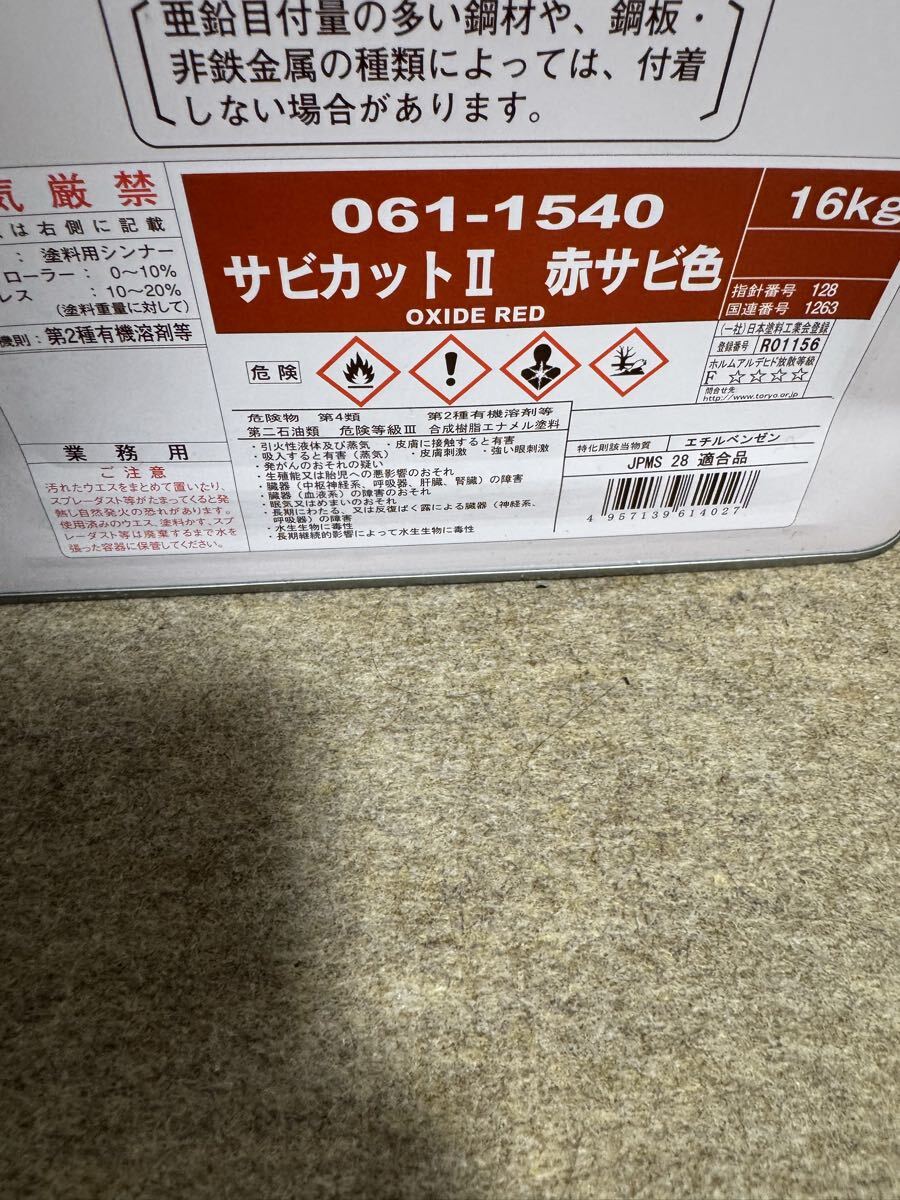 亜鉛目付量の多い鋼材や、鋼板・
非鉄金属の種類によっては、付着
しない場合があります。
気厳禁
は右側に記載
: 塗料用シンナー
ローラー: 0~10%
レス :10~20%
(塗料重量に対して)
機則: 第2種有機溶剤等
業務用
ご注意
汚れたウエスをまとめて置いたり、
スプレーダスト等がたまってくると発
熱し自然発火の恐れがあります。
使用済みのウエス、塗料かす、スプ
レーダスト等は廃棄するまで水を
張った容器に保管してください。
061-1540
サビカットⅡ 赤サビ色
OXIDE RED
16kg
指針番号 128
国連番号 1263
(一社)日本塗料工業会登録
登録番号 R01156
ホルムアルデヒド放散等級
F ☆☆☆☆
問合せ先
http://www.toryo.or.jp
危険
危険物 第4類 第2種有機溶剤等
第二石油類 危険等級Ⅲ 合成樹脂エナメル塗料
・引火性液体及び蒸気 ・皮膚に接触すると有害
・吸入すると有害(蒸気) ・皮膚刺激 ・強い眼刺激
・発がんのおそれの疑い
・生殖能又は胎児への悪影響のおそれ
・臓器(中枢神経系、呼吸器、肝臓、腎臓)の障害
・臓器(血液系)の障害のおそれ
・眠気又はめまいのおそれ
・長期にわたる、又は反復ばく露による臓器(神経系、
呼吸器)の障害
・水生生物に毒性
・長期継続的影響によって水生生物に毒性
特化則該当物質 エチルベンゼン
JPMS 28 適合品
4 957139 614027